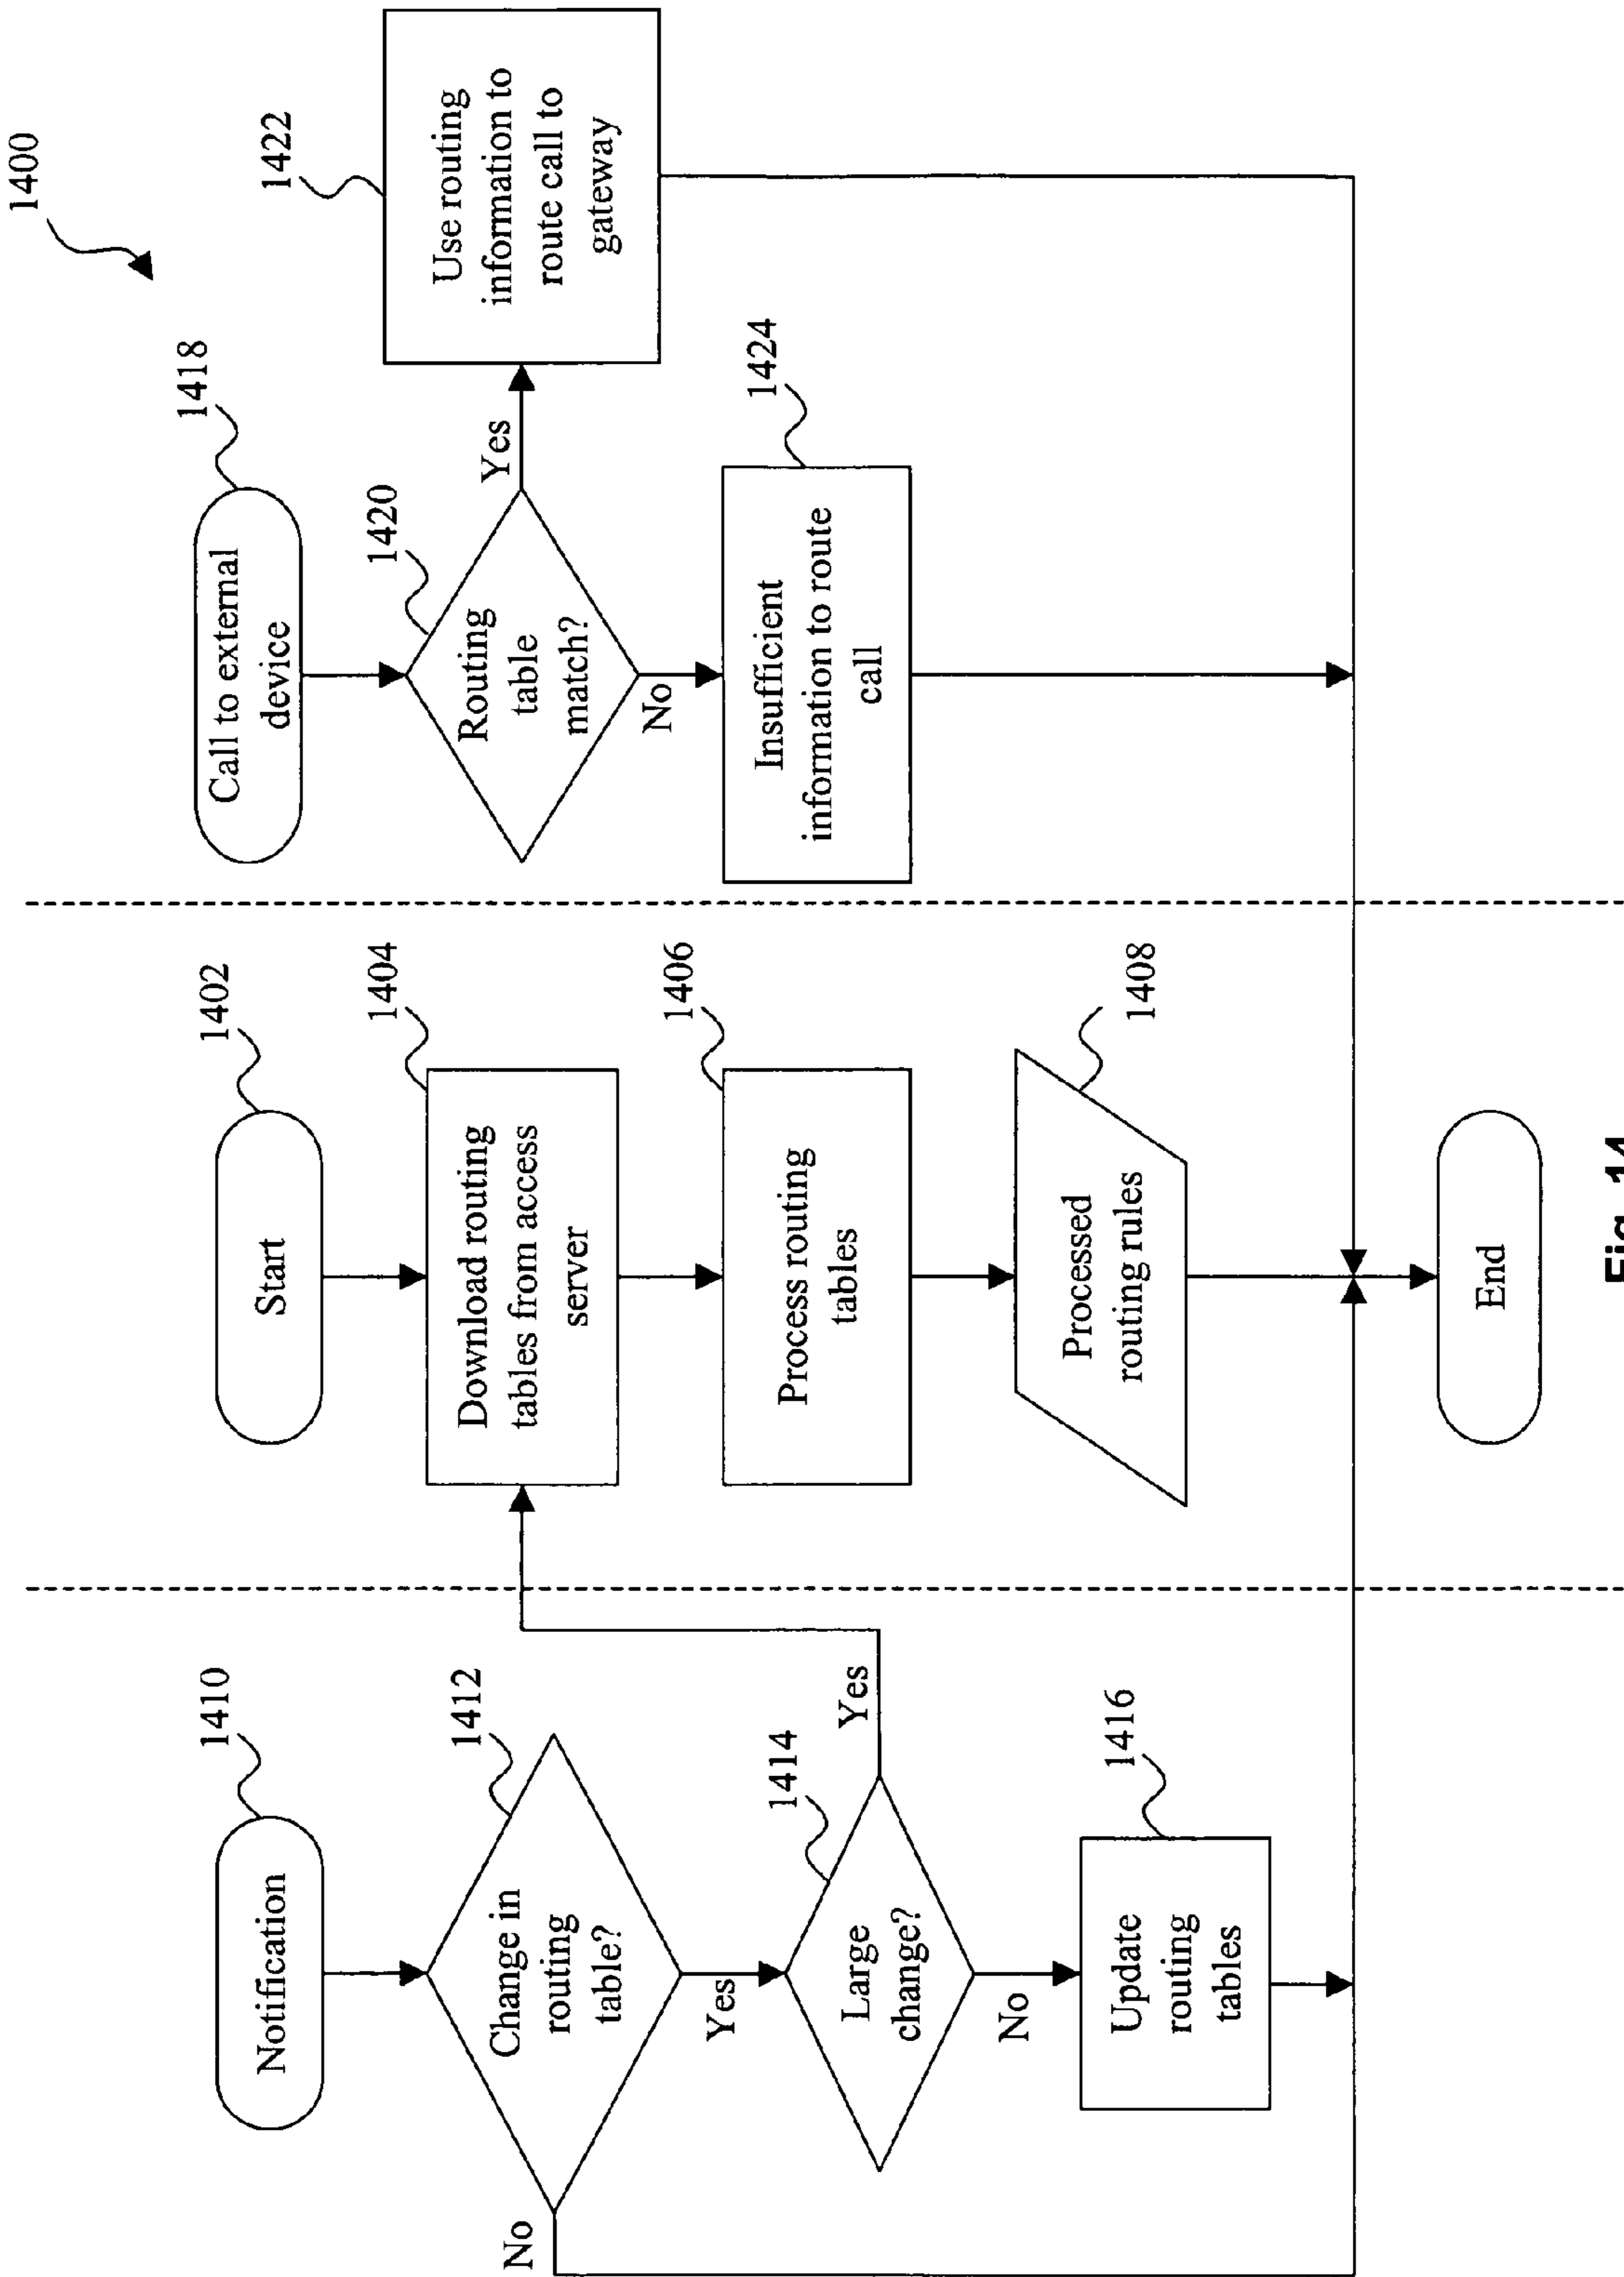 1400
1410
Notification
1412
Change in
routing
table?
No
Yes
1414
Large
change?
Yes
No
1416
Update
routing
tables
1402
Start
1404
Download routing
tables from access
server
1406
Process routing
tables
1408
Processed
routing rules
End
1418
Call to external
device
1420
Routing
table
match?
Yes
No
1422
Use routing
information to
route call to
gateway
1424
Insufficient
information to route
call
Fig. 14